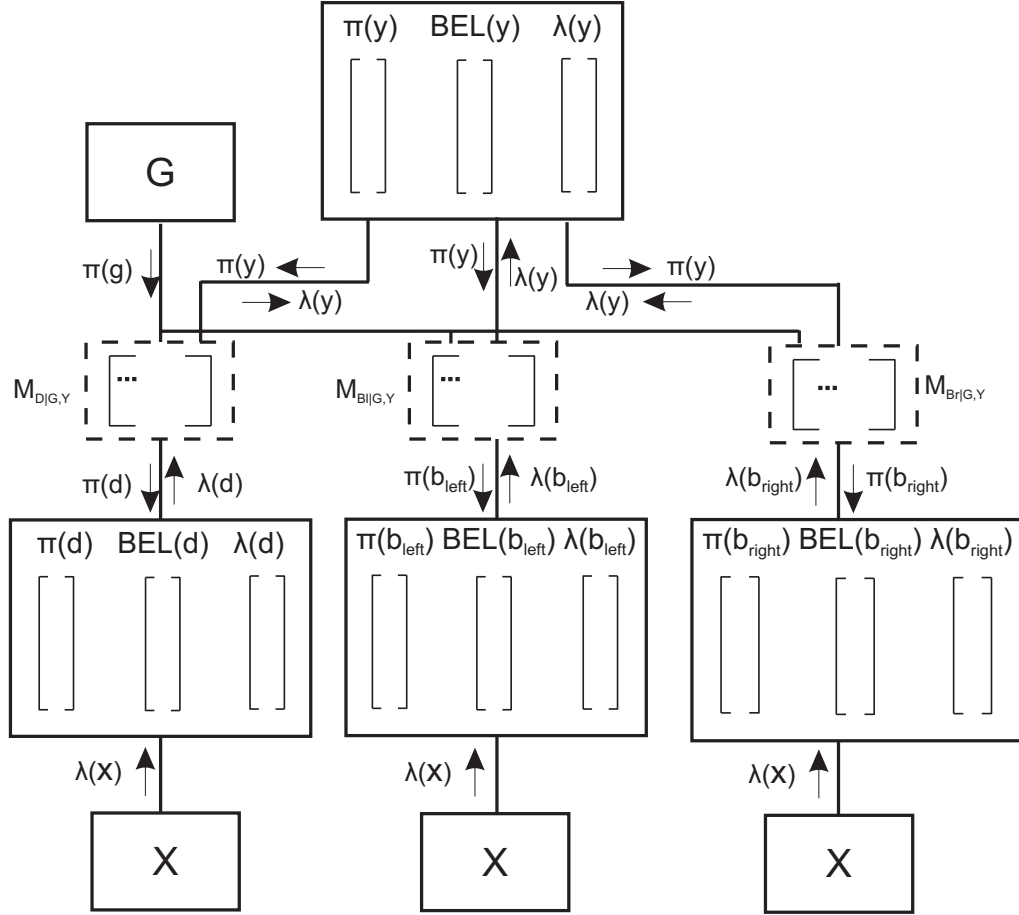 π(y) BEL(y) λ(y)
G
π(g)
π(y)
λ(y)
π(y)
λ(y)
π(y)
λ(y)
M_D|G,Y
...
M_Bl|G,Y
...
...
M_Br|G,Y
π(d) λ(d)
π(b_left) λ(b_left)
λ(b_right) π(b_right)
π(d) BEL(d) λ(d)
π(b_left) BEL(b_left) λ(b_left)
π(b_right) BEL(b_right) λ(b_right)
λ(x)
λ(x)
λ(x)
X
X
X